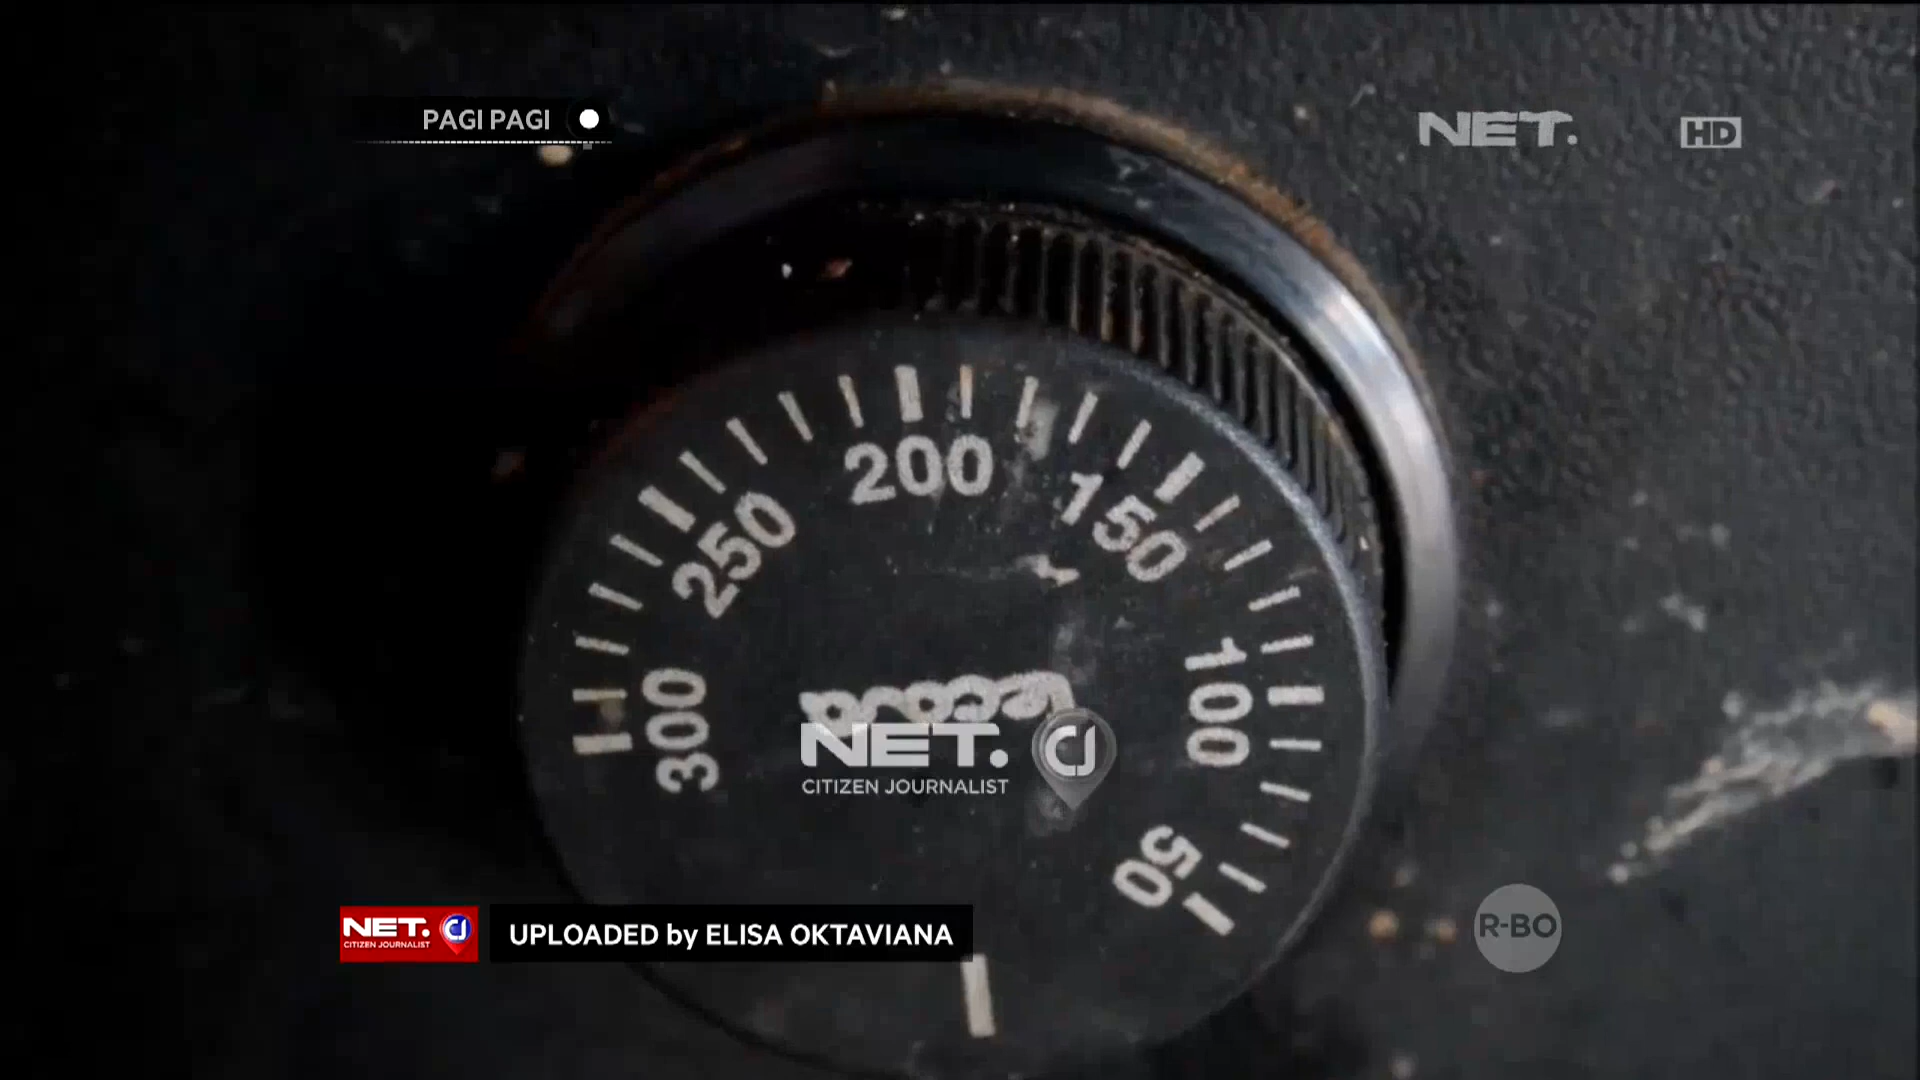 PAGI PAGI
NET.
HD
200
150
250
100
300
50
NET. CJ
CITIZEN JOURNALIST
NET. CJ
CITIZEN JOURNALIST
UPLOADED by ELISA OKTAVIANA
R-BO